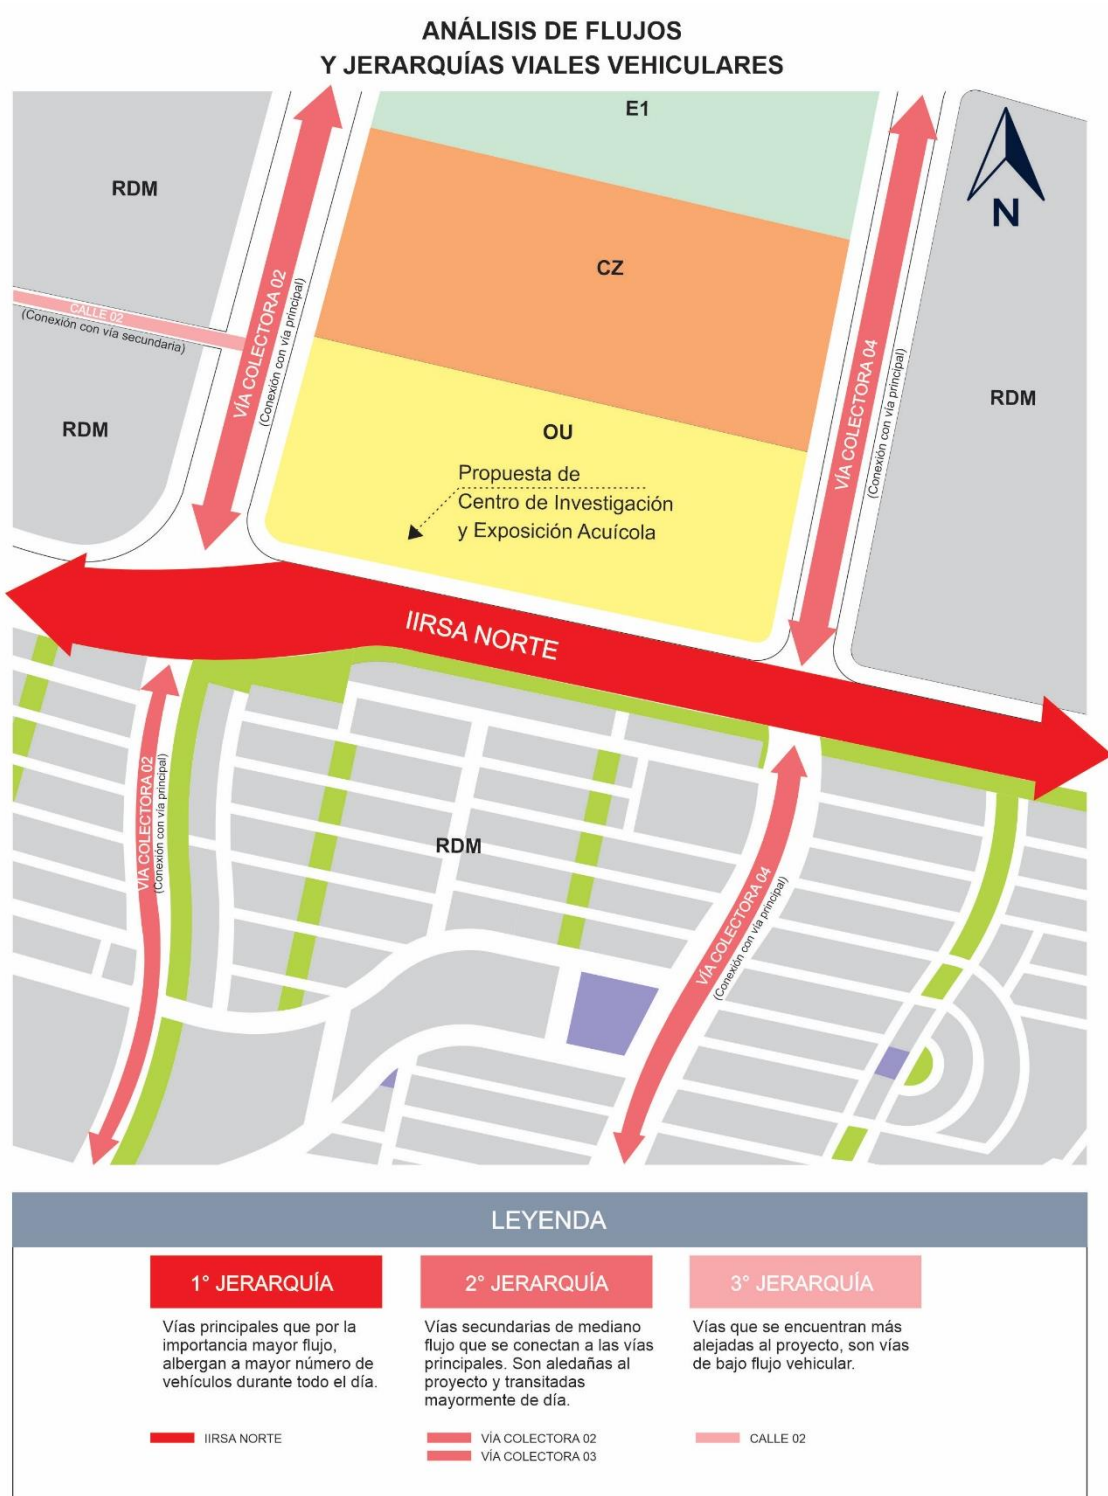 ANÁLISIS DE FLUJOS
Y JERARQUÍAS VIALES VEHICULARES
E1
RDM
N
CZ
VÍA COLECTORA 02
(Conexión con vía principal)
CALLE 02
(Conexión con vía secundaria)
VÍA COLECTORA 04
(Conexión con vía principal)
RDM
RDM
OU
Propuesta de
Centro de Investigación
y Exposición Acuícola
IIRSA NORTE
VÍA COLECTORA 02
(Conexión con vía principal)
RDM
VÍA COLECTORA 04
(Conexión con vía principal)
LEYENDA
1° JERARQUÍA
Vías principales que por la
importancia mayor flujo,
albergan a mayor número de
vehículos durante todo el día.
IIRSA NORTE
2° JERARQUÍA
Vías secundarias de mediano
flujo que se conectan a las vías
principales. Son aledañas al
proyecto y transitadas
mayormente de día.
VÍA COLECTORA 02
VÍA COLECTORA 03
3° JERARQUÍA
Vías que se encuentran más
alejadas al proyecto, son vías
de bajo flujo vehicular.
CALLE 02